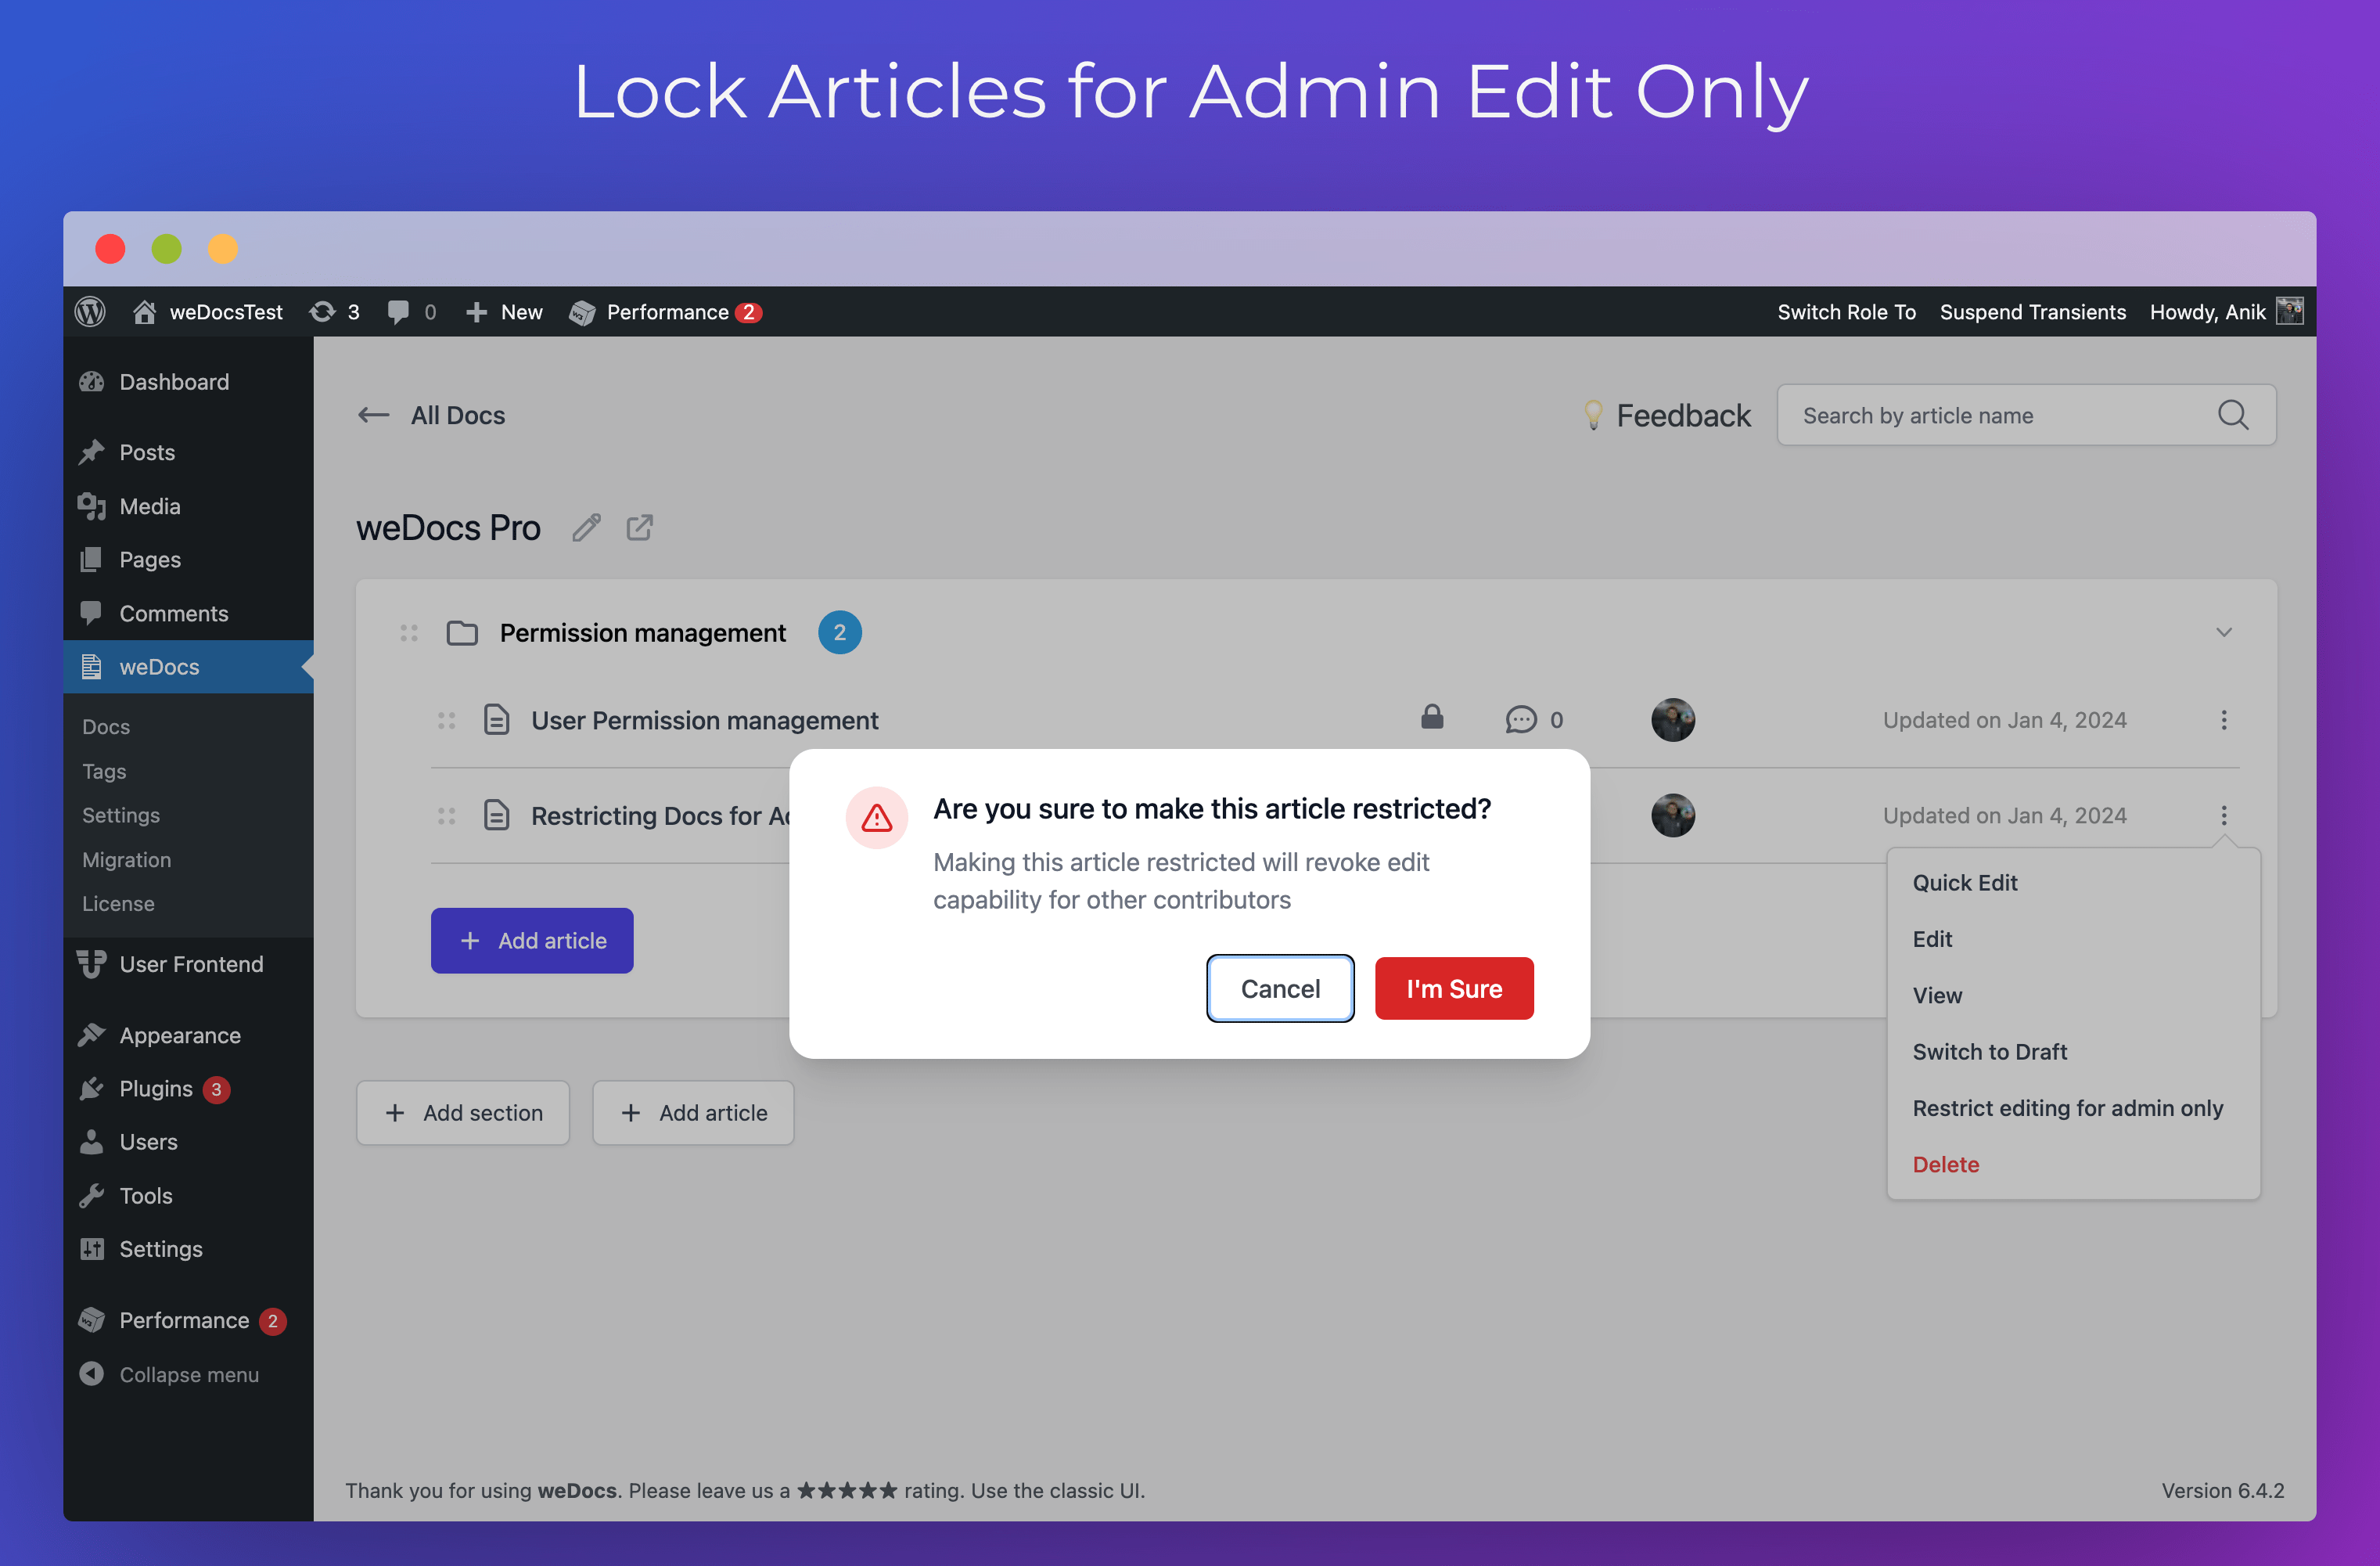 Lock Articles for Admin Edit Only
weDocsTest 3 0 New Performance 2 Switch Role To Suspend Transients Howdy, Anik
Dashboard
Posts
Media
Pages
Comments
weDocs
Docs
Tags
Settings
Migration
License
User Frontend
Appearance
Plugins 3
Users
Tools
Settings
Performance 2
Collapse menu
All Docs Feedback Search by article name
weDocs Pro
Permission management 2
User Permission management 0 Updated on Jan 4, 2024
Restricting Docs for Updated on Jan 4, 2024
Are you sure to make this article restricted?
Making this article restricted will revoke edit
capability for other contributors
Cancel I'm Sure
Quick Edit
Edit
View
Switch to Draft
Restrict editing for admin only
Delete
Add article
Add section Add article
Thank you for using weDocs. Please leave us a ★★★★★ rating. Use the classic UI. Version 6.4.2